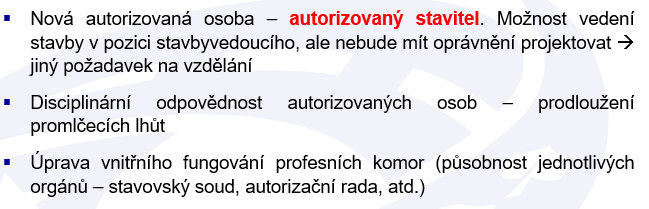 ▪ Nová autorizovaná osoba – autorizovaný stavitel. Možnost vedení
stavby v pozici stavbyvedoucího, ale nebude mít oprávnění projektovat →
jiný požadavek na vzdělání
▪ Disciplinární odpovědnost autorizovaných osob – prodloužení
promlčecích lhůt
▪ Úprava vnitřního fungování profesních komor (působnost jednotlivých
orgánů – stavovský soud, autorizační rada, atd.)